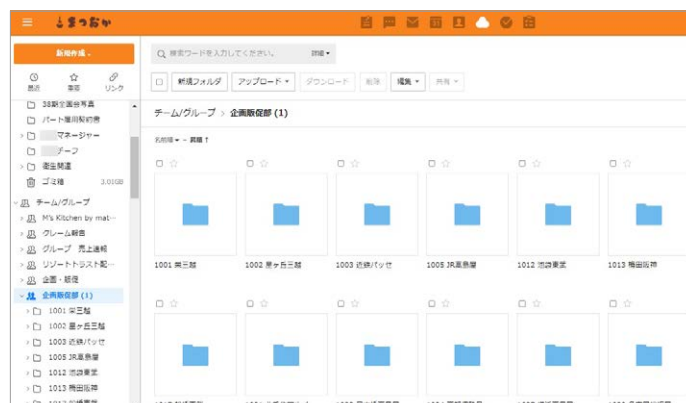 まつおか
新規作成
検索ワードを入力してください。
詳細
最近
重要
リンク
新規フォルダ
アップロード
ダウンロード
削除
編集
共有
チーム/グループ > 企画販促部 (1)
名前順 - 昇順 ↑
38期全国会写真
パート雇用契約書
マネージャー
チーフ
衛生関連
ゴミ箱
3.01GB
チーム/グループ
M's Kitchen by mat…
クレーム報告
グループ 売上速報
リゾートトラスト配…
企画・販促
企画販促部 (1)
1001 栄三越
1002 星ヶ丘三越
1003 近鉄パッセ
1005 JR高島屋
1012 池袋東武
1013 梅田阪神
1001 栄三越
1002 星ヶ丘三越
1003 近鉄パッセ
1005 JR高島屋
1012 池袋東武
1013 梅田阪神